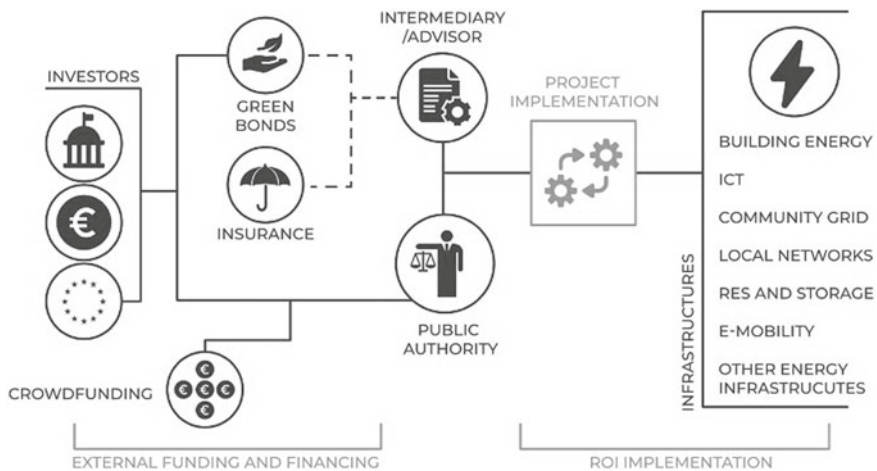 INTERMEDIARY
/ADVISOR
INVESTORS
GREEN
BONDS
INSURANCE
PUBLIC
AUTHORITY
CROWDFUNDING
EXTERNAL FUNDING AND FINANCING
PROJECT
IMPLEMENTATION
INFRASTRUCTURES
BUILDING ENERGY
ICT
COMMUNITY GRID
LOCAL NETWORKS
RES AND STORAGE
E-MOBILITY
OTHER ENERGY
INFRASTRUCUTES
ROI IMPLEMENTATION